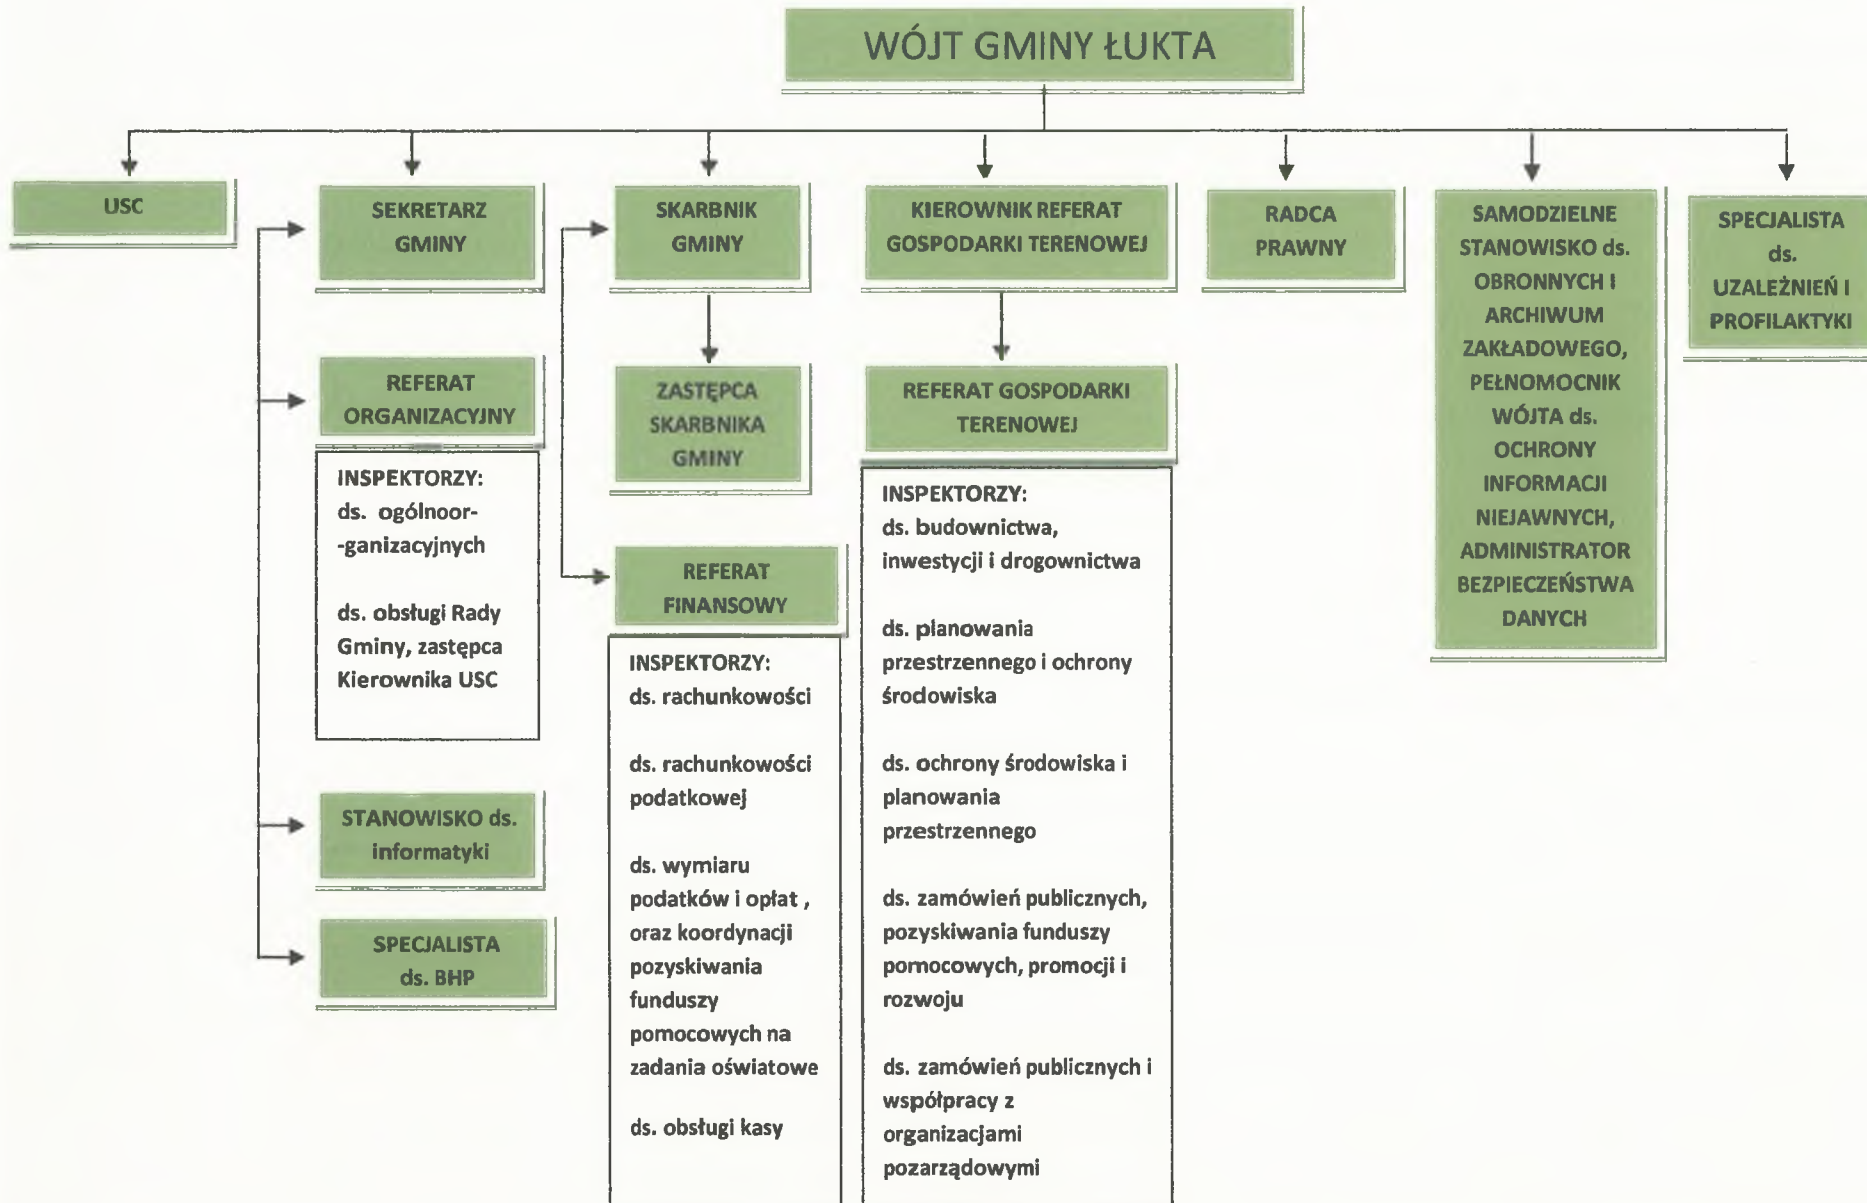 WÓJT GMINY ŁUKTA
USC
SEKRETARZ
GMINY
REFERAT
ORGANIZACYJNY
INSPEKTORZY:
ds. ogólnoor-
-ganizacyjnych
ds. obsługi Rady
Gminy, zastępca
Kierownika USC
STANOWISKO ds.
informatyki
SPECJALISTA
ds. BHP
SKARBNIK
GMINY
ZASTĘPCA
SKARBNIKA
GMINY
REFERAT
FINANSOWY
INSPEKTORZY:
ds. rachunkowości
ds. rachunkowości
podatkowej
ds. wymiaru
podatków i opłat ,
oraz koordynacji
pozyskiwania
funduszy
pomocowych na
zadania oświatowe
ds. obsługi kasy
KIEROWNIK REFERAT
GOSPODARKI TERENOWEJ
REFERAT GOSPODARKI
TERENOWEJ
INSPEKTORZY:
ds. budownictwa,
inwestycji i drogownictwa
ds. planowania
przestrzennego i ochrony
środowiska
ds. ochrony środowiska i
planowania
przestrzennego
ds. zamówień publicznych,
pozyskiwania funduszy
pomocowych, promocji i
rozwoju
ds. zamówień publicznych i
współpracy z
organizacjami
pozarządowymi
RADCA
PRAWNY
SAMODZIELNE
STANOWISKO ds.
OBRONNYCH I
ARCHIWUM
ZAKŁADOWEGO,
PEŁNOMOCNIK
WÓJTA ds.
OCHRONY
INFORMACJI
NIEJAWNYCH,
ADMINISTRATOR
BEZPIECZEŃSTWA
DANYCH
SPECJALISTA
ds.
UZALEŻNIEŃ I
PROFILAKTYKI